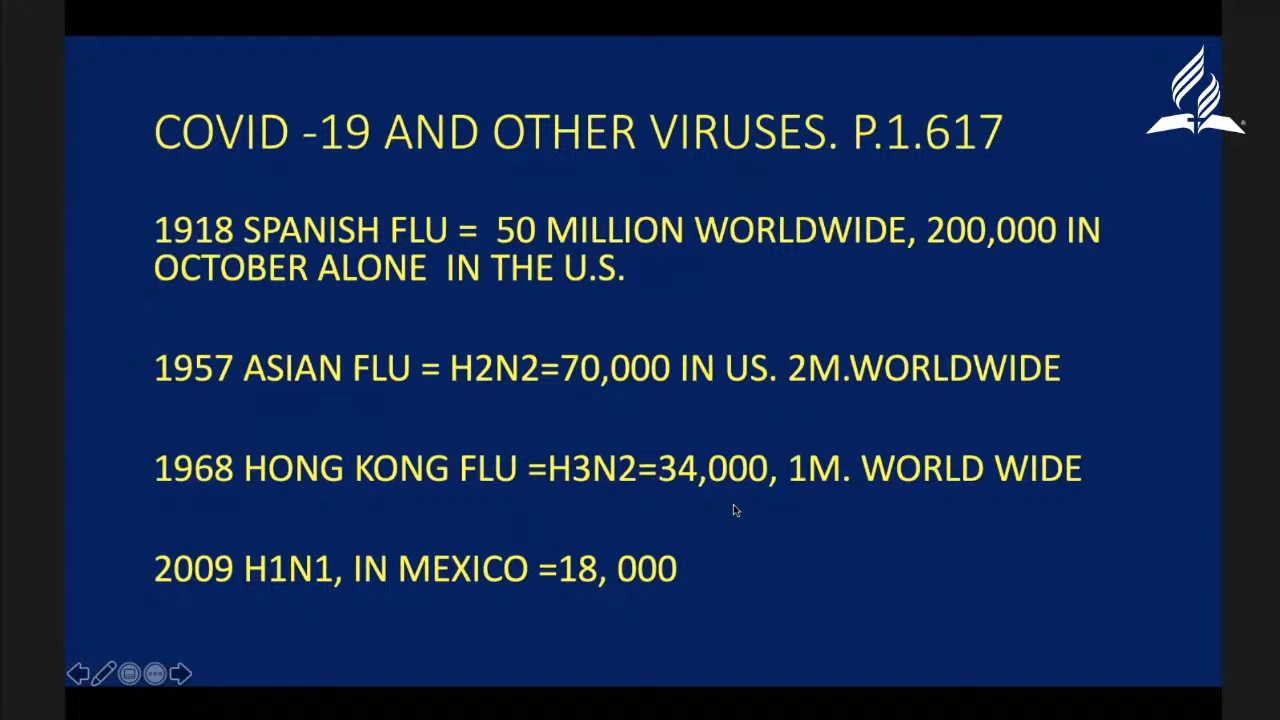 COVID -19 AND OTHER VIRUSES. P.1.617
1918 SPANISH FLU = 50 MILLION WORLDWIDE, 200,000 IN
OCTOBER ALONE IN THE U.S.
1957 ASIAN FLU = H2N2=70,000 IN US. 2M.WORLDWIDE
1968 HONG KONG FLU =H3N2=34,000, 1M. WORLD WIDE
2009 H1N1, IN MEXICO =18, 000